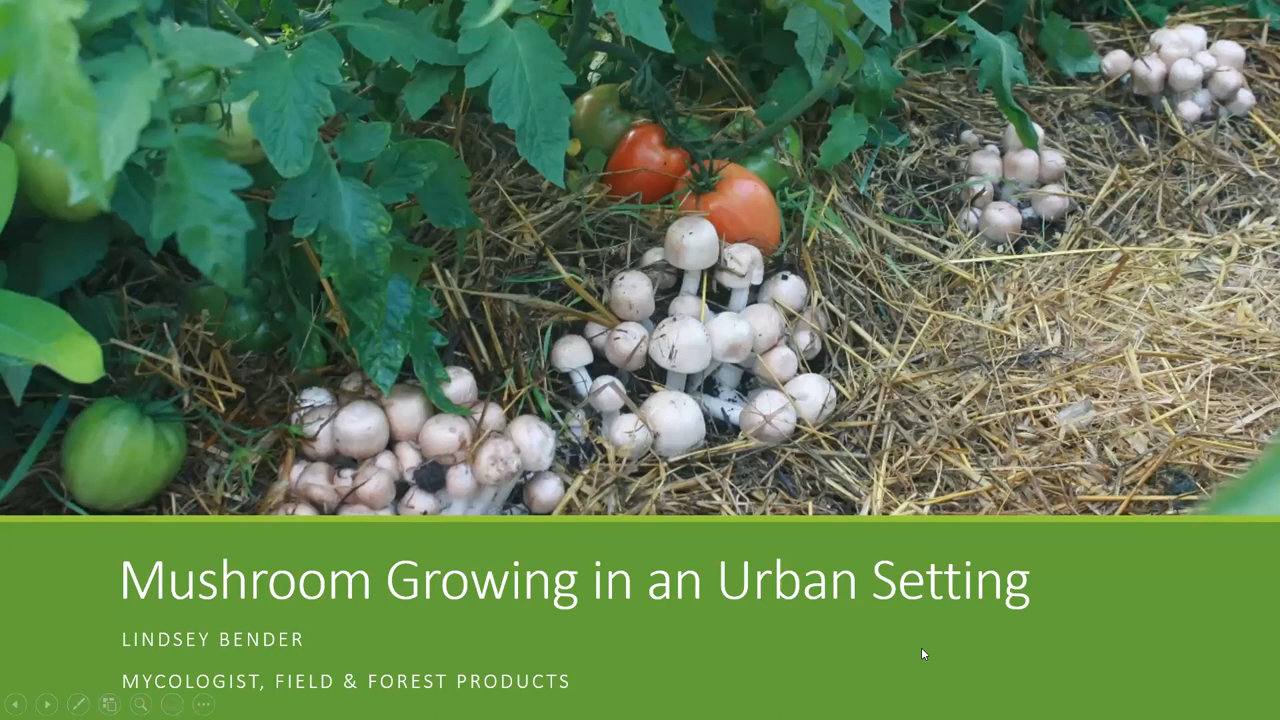 Mushroom Growing in an Urban Setting
LINDSEY BENDER
MYCOLOGIST, FIELD & FOREST PRODUCTS